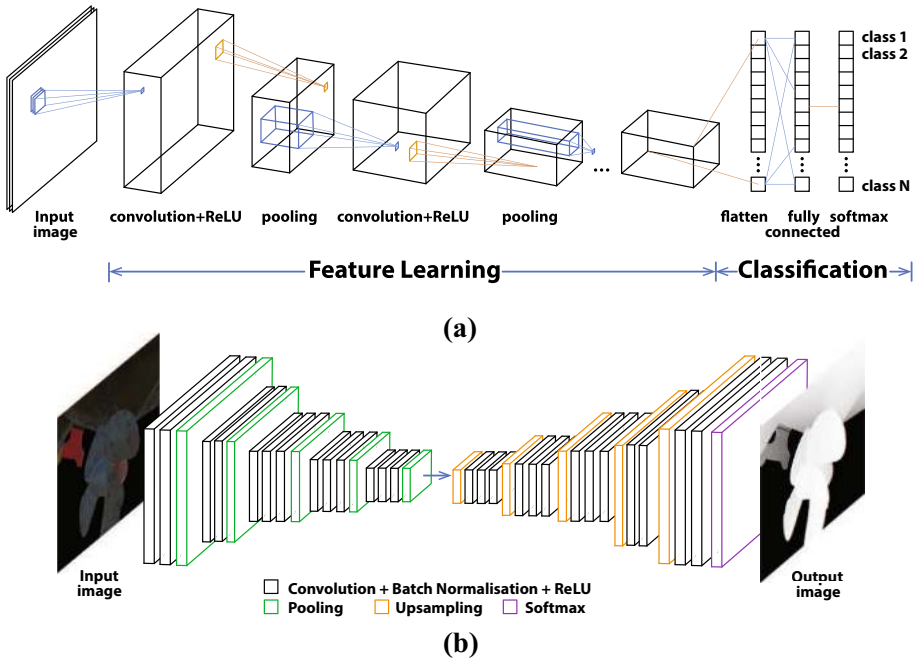 class 1
class 2
class N
Input image
convolution+ReLU
pooling
convolution+ReLU
pooling
...
flatten
fully connected
softmax
Feature Learning
Classification
(a)
Input image
Output image
Convolution + Batch Normalisation + ReLU
Pooling
Upsampling
Softmax
(b)